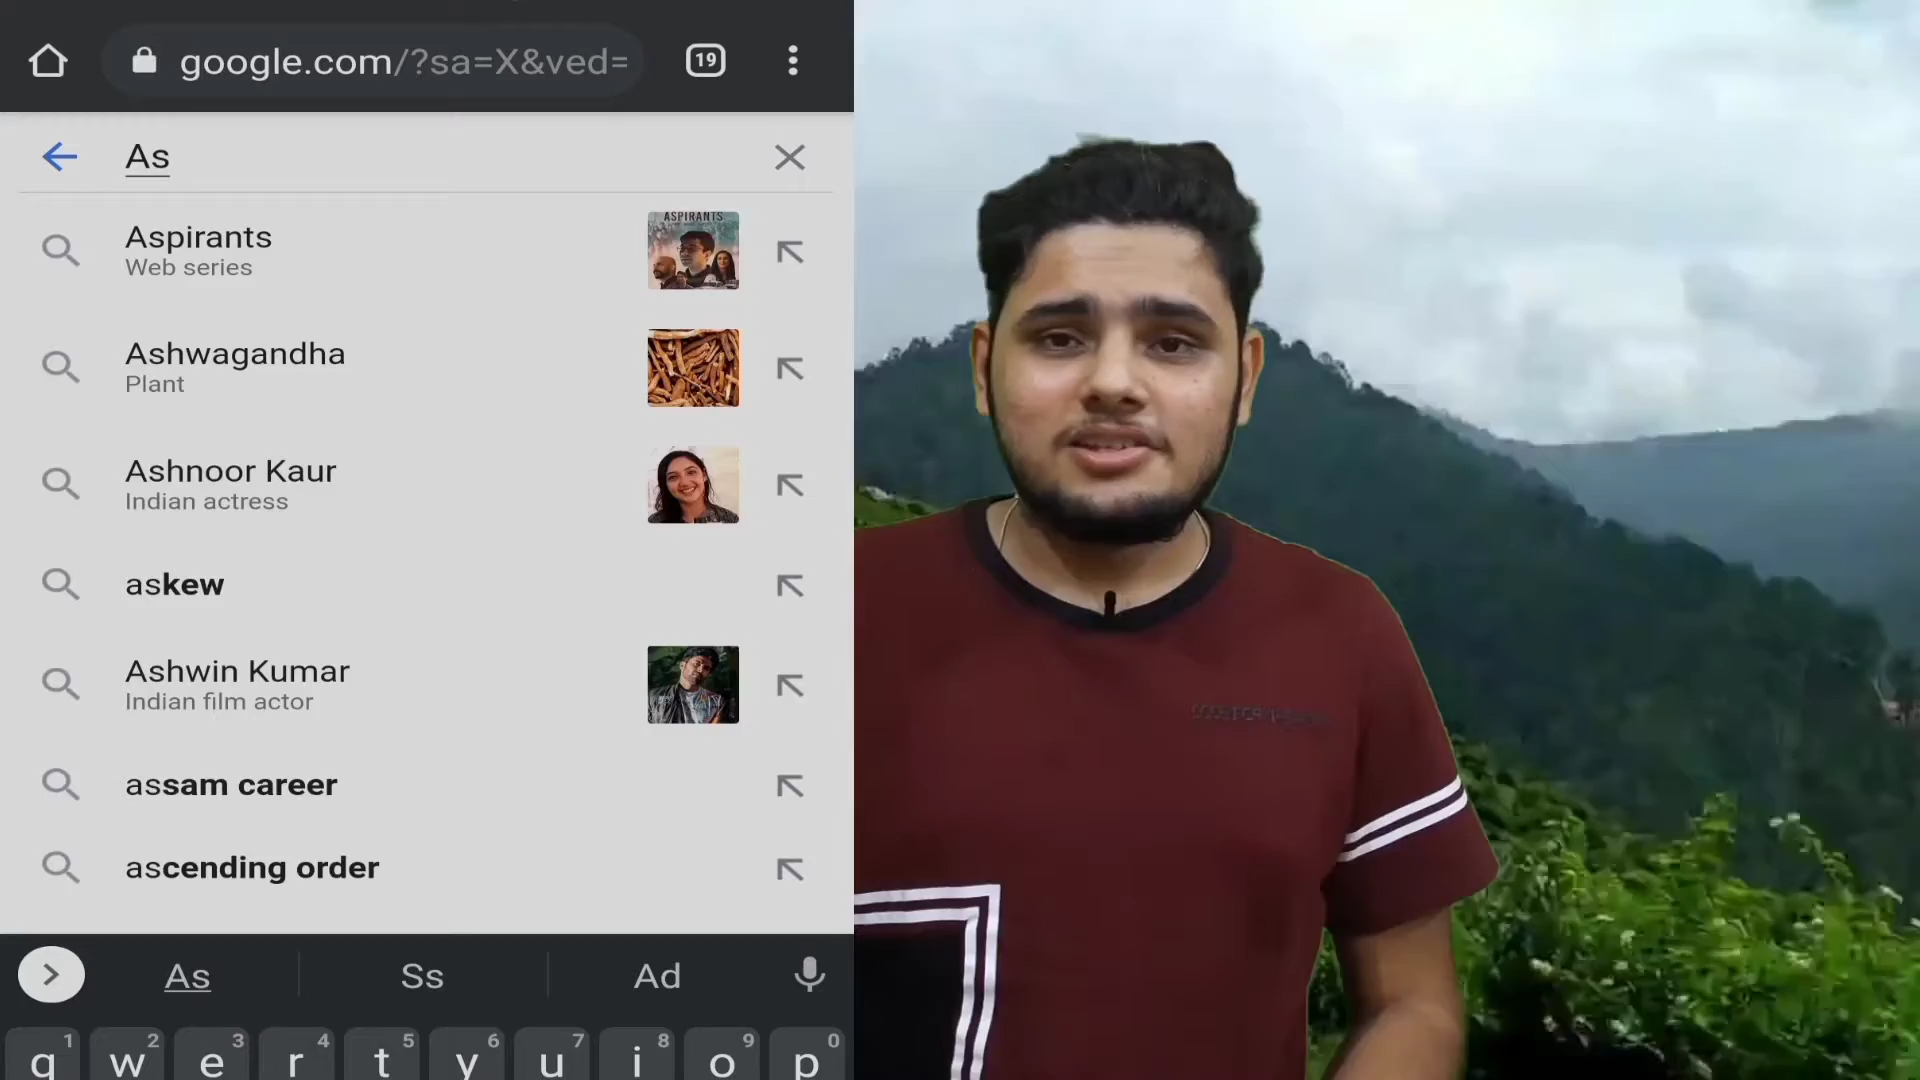 google.com/?sa=X&ved=
19
As
Aspirants
Web series
ASPIRANTS
Ashwagandha
Plant
Ashnoor Kaur
Indian actress
askew
Ashwin Kumar
Indian film actor
assam career
ascending order
As Ss Ad
1 2 3 4 5 6 7 8 9 0
q w e r t y u i o p